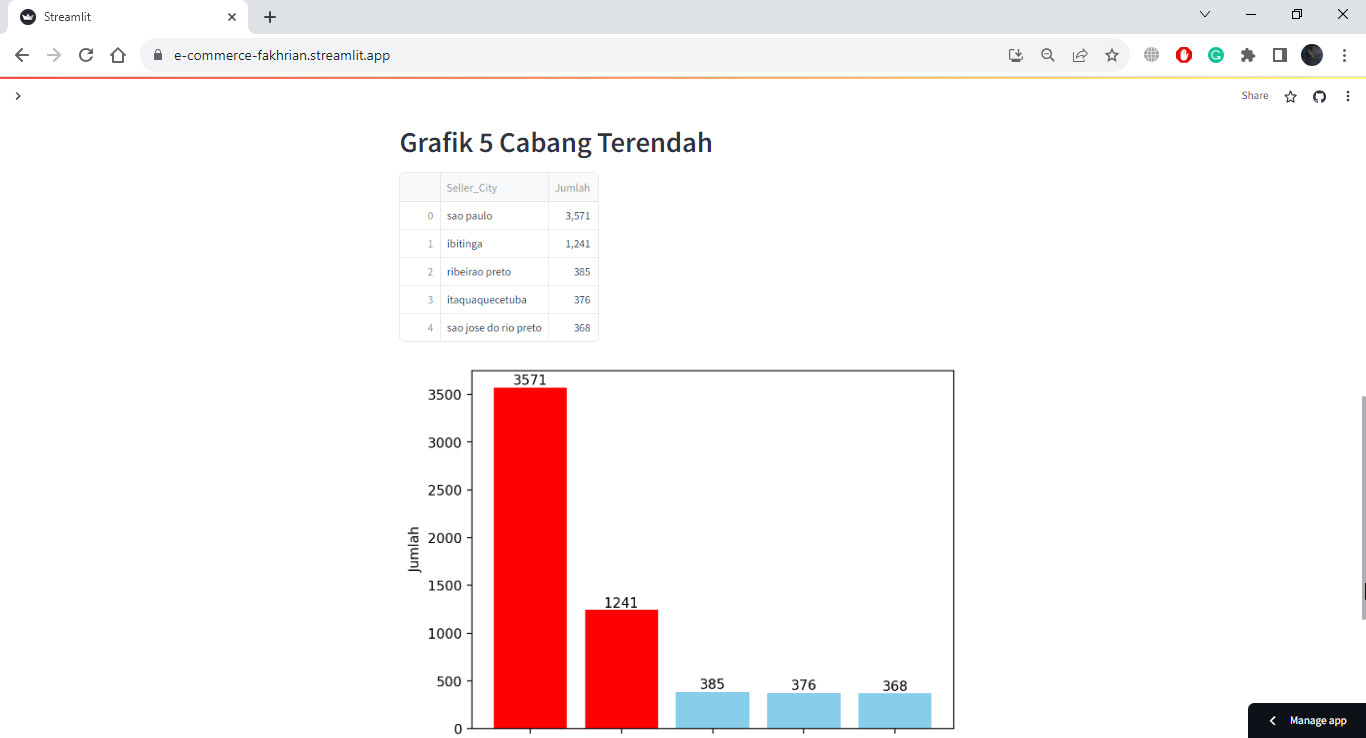 Streamlit
e-commerce-fakhrian.streamlit.app
Share
Grafik 5 Cabang Terendah
Seller_City Jumlah
0 sao paulo 3,571
1 ibitinga 1,241
2 ribeirao preto 385
3 itaquaquecetuba 376
4 sao jose do rio preto 368
3571
3500
3000
2500
2000
Jumlah
1500
1241
1000
500
385 376 368
0
Manage app